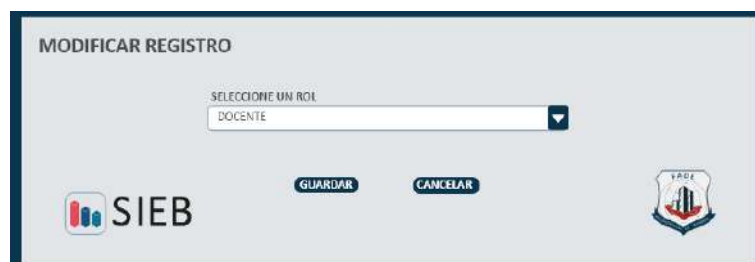 MODIFICAR REGISTRO
SELECCIONE UN ROL
DOCENTE
GUARDAR
CANCELAR
SIEB